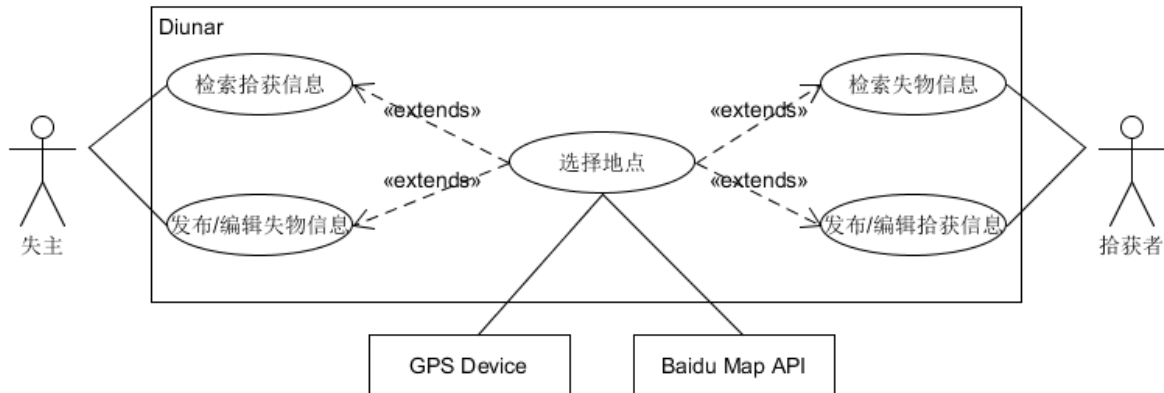 Diunar
检索拾获信息
检索失物信息
«extends»
«extends»
选择地点
«extends»
«extends»
发布/编辑失物信息
发布/编辑拾获信息
失主
拾获者
GPS Device
Baidu Map API